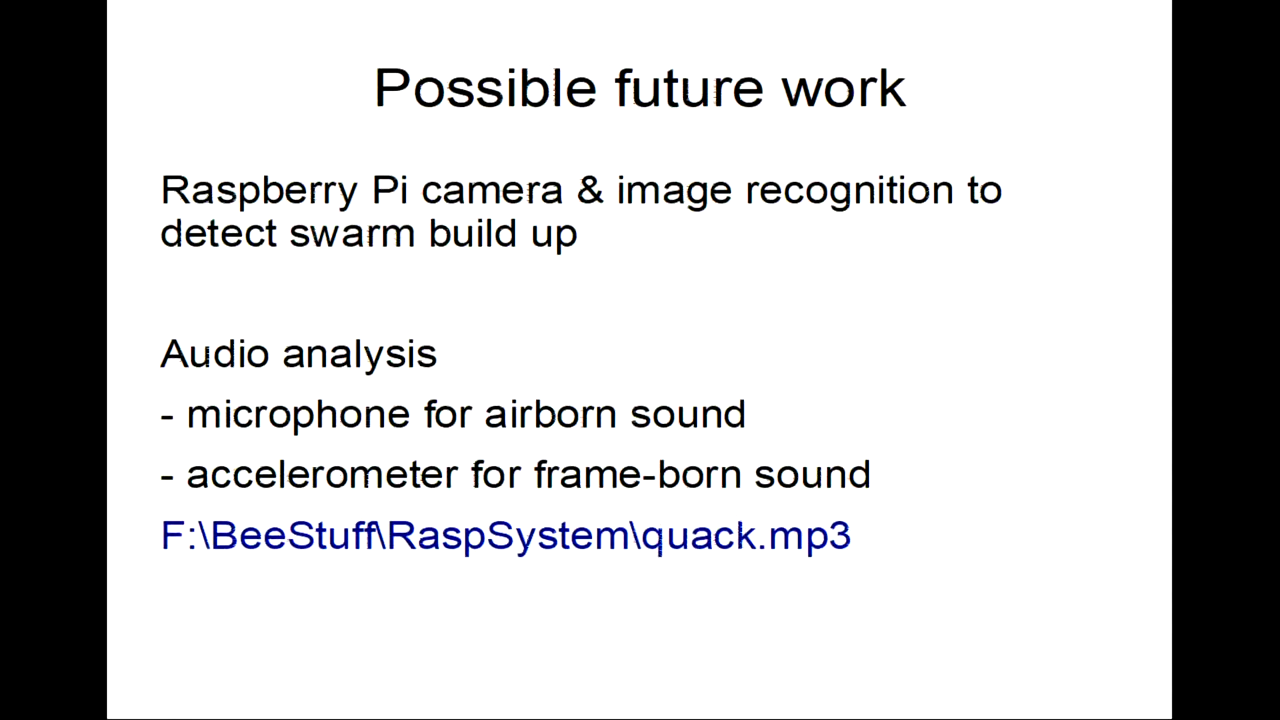 Possible future work
Raspberry Pi camera & image recognition to
detect swarm build up
Audio analysis
- microphone for airborn sound
- accelerometer for frame-born sound
F:\BeeStuff\RaspSystem\quack.mp3